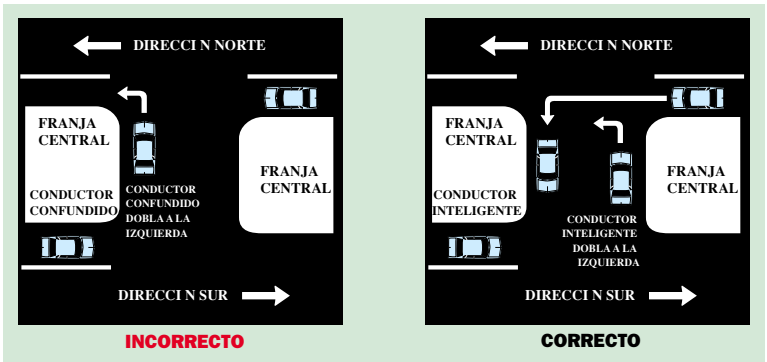 DIRECCI N NORTE
FRANJA
CENTRAL
FRANJA
CENTRAL
CONDUCTOR
CONFUNDIDO
CONDUCTOR
CONFUNDIDO
DOBLA A LA
IZQUIERDA
DIRECCI N SUR
INCORRECTO
DIRECCI N NORTE
FRANJA
CENTRAL
FRANJA
CENTRAL
CONDUCTOR
INTELIGENTE
CONDUCTOR
INTELIGENTE
DOBLA A LA
IZQUIERDA
DIRECCI N SUR
CORRECTO